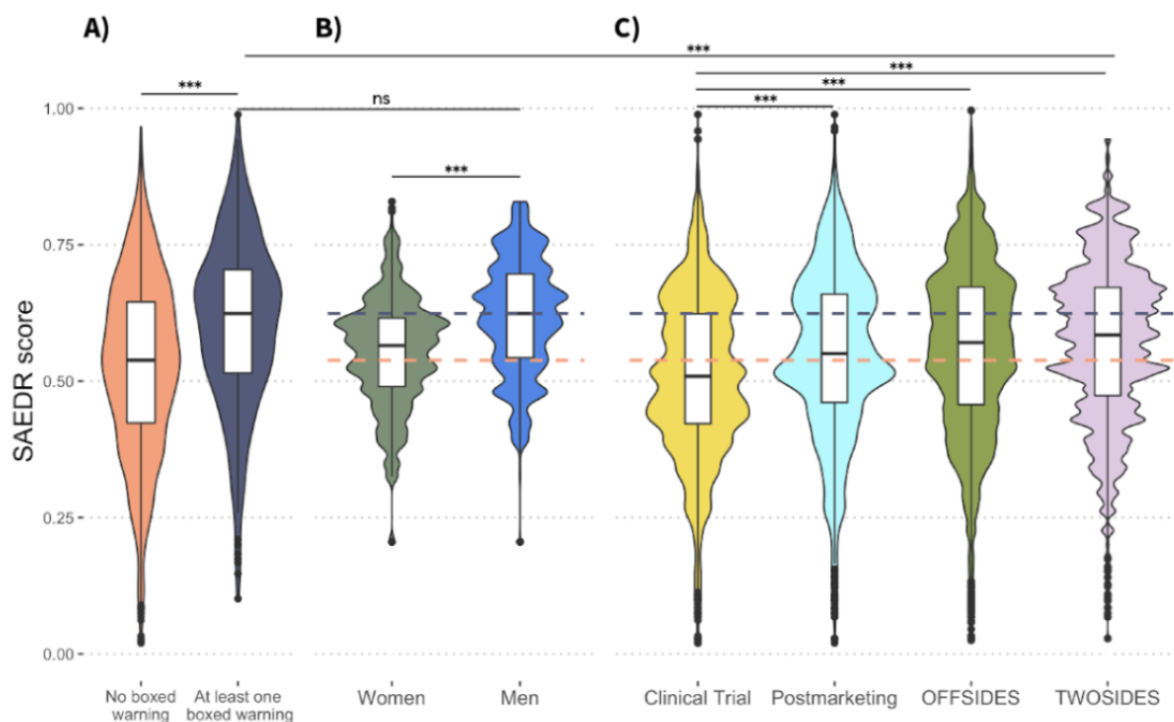 A)
B)
C)
***
***
***
***
***
ns
***
1.00
0.75
0.50
0.25
0.00
SAEDR score
No boxed
warning
At least one
boxed warning
Women
Men
Clinical Trial
Postmarketing
OFFSIDES
TWOSIDES